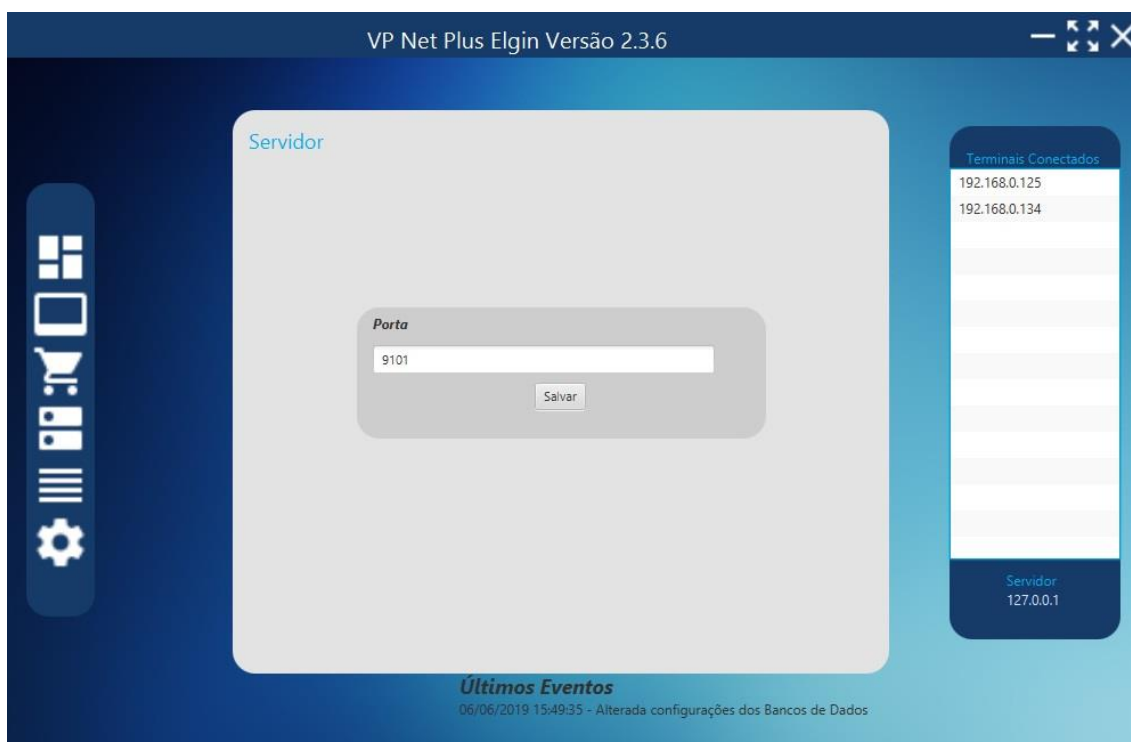 VP Net Plus Elgin Versão 2.3.6
Servidor
Porta
9101
Salvar
Terminais Conectados
192.168.0.125
192.168.0.134
Servidor
127.0.0.1
Últimos Eventos
06/06/2019 15:49:35 - Alterada configurações dos Bancos de Dados